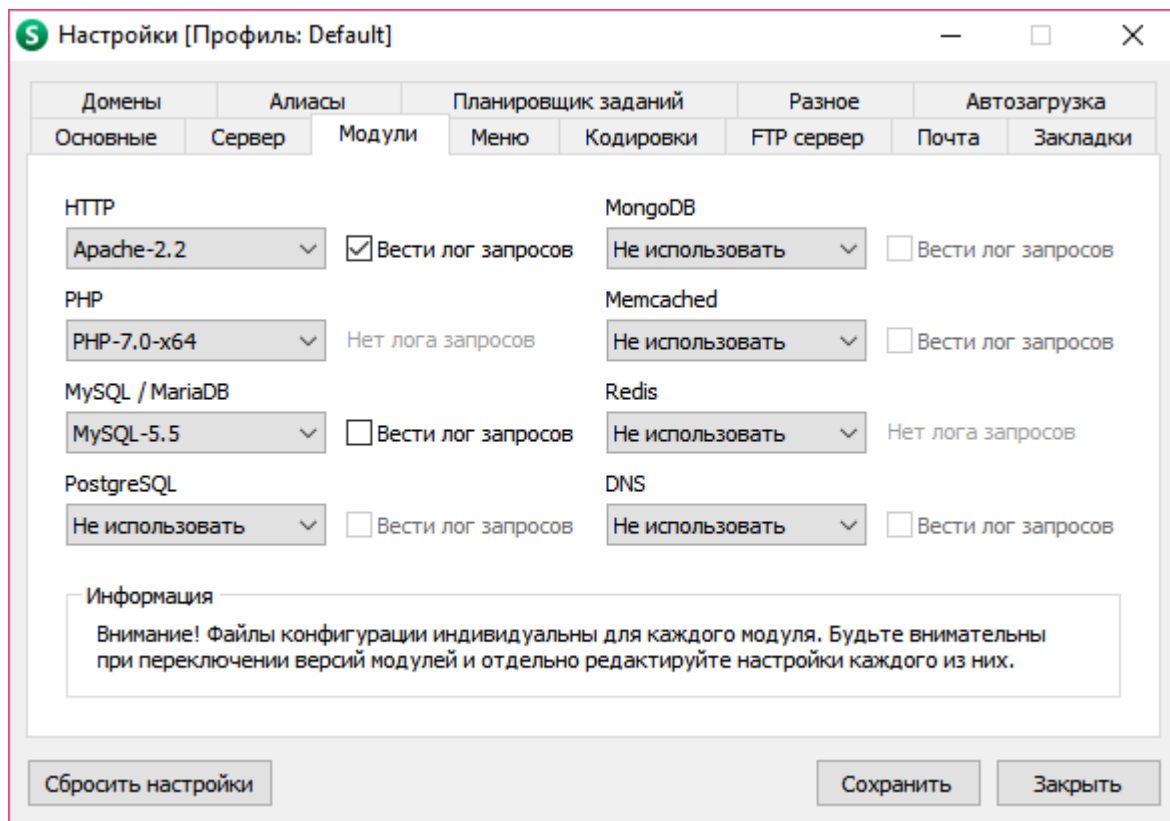 S Настройки [Профиль: Default]
Домены Алиасы Планировщик заданий Разное Автозагрузка
Основные Сервер Модули Меню Кодировки FTP сервер Почта Закладки
HTTP
Apache-2.2 Вести лог запросов
PHP
PHP-7.0-x64 Нет лога запросов
MySQL / MariaDB
MySQL-5.5 Вести лог запросов
PostgreSQL
Не использовать Вести лог запросов
MongoDB
Не использовать Вести лог запросов
Memcached
Не использовать Вести лог запросов
Redis
Не использовать Нет лога запросов
DNS
Не использовать Вести лог запросов
Информация
Внимание! Файлы конфигурации индивидуальны для каждого модуля. Будьте внимательны
при переключении версий модулей и отдельно редактируйте настройки каждого из них.
Сбросить настройки Сохранить Закрыть